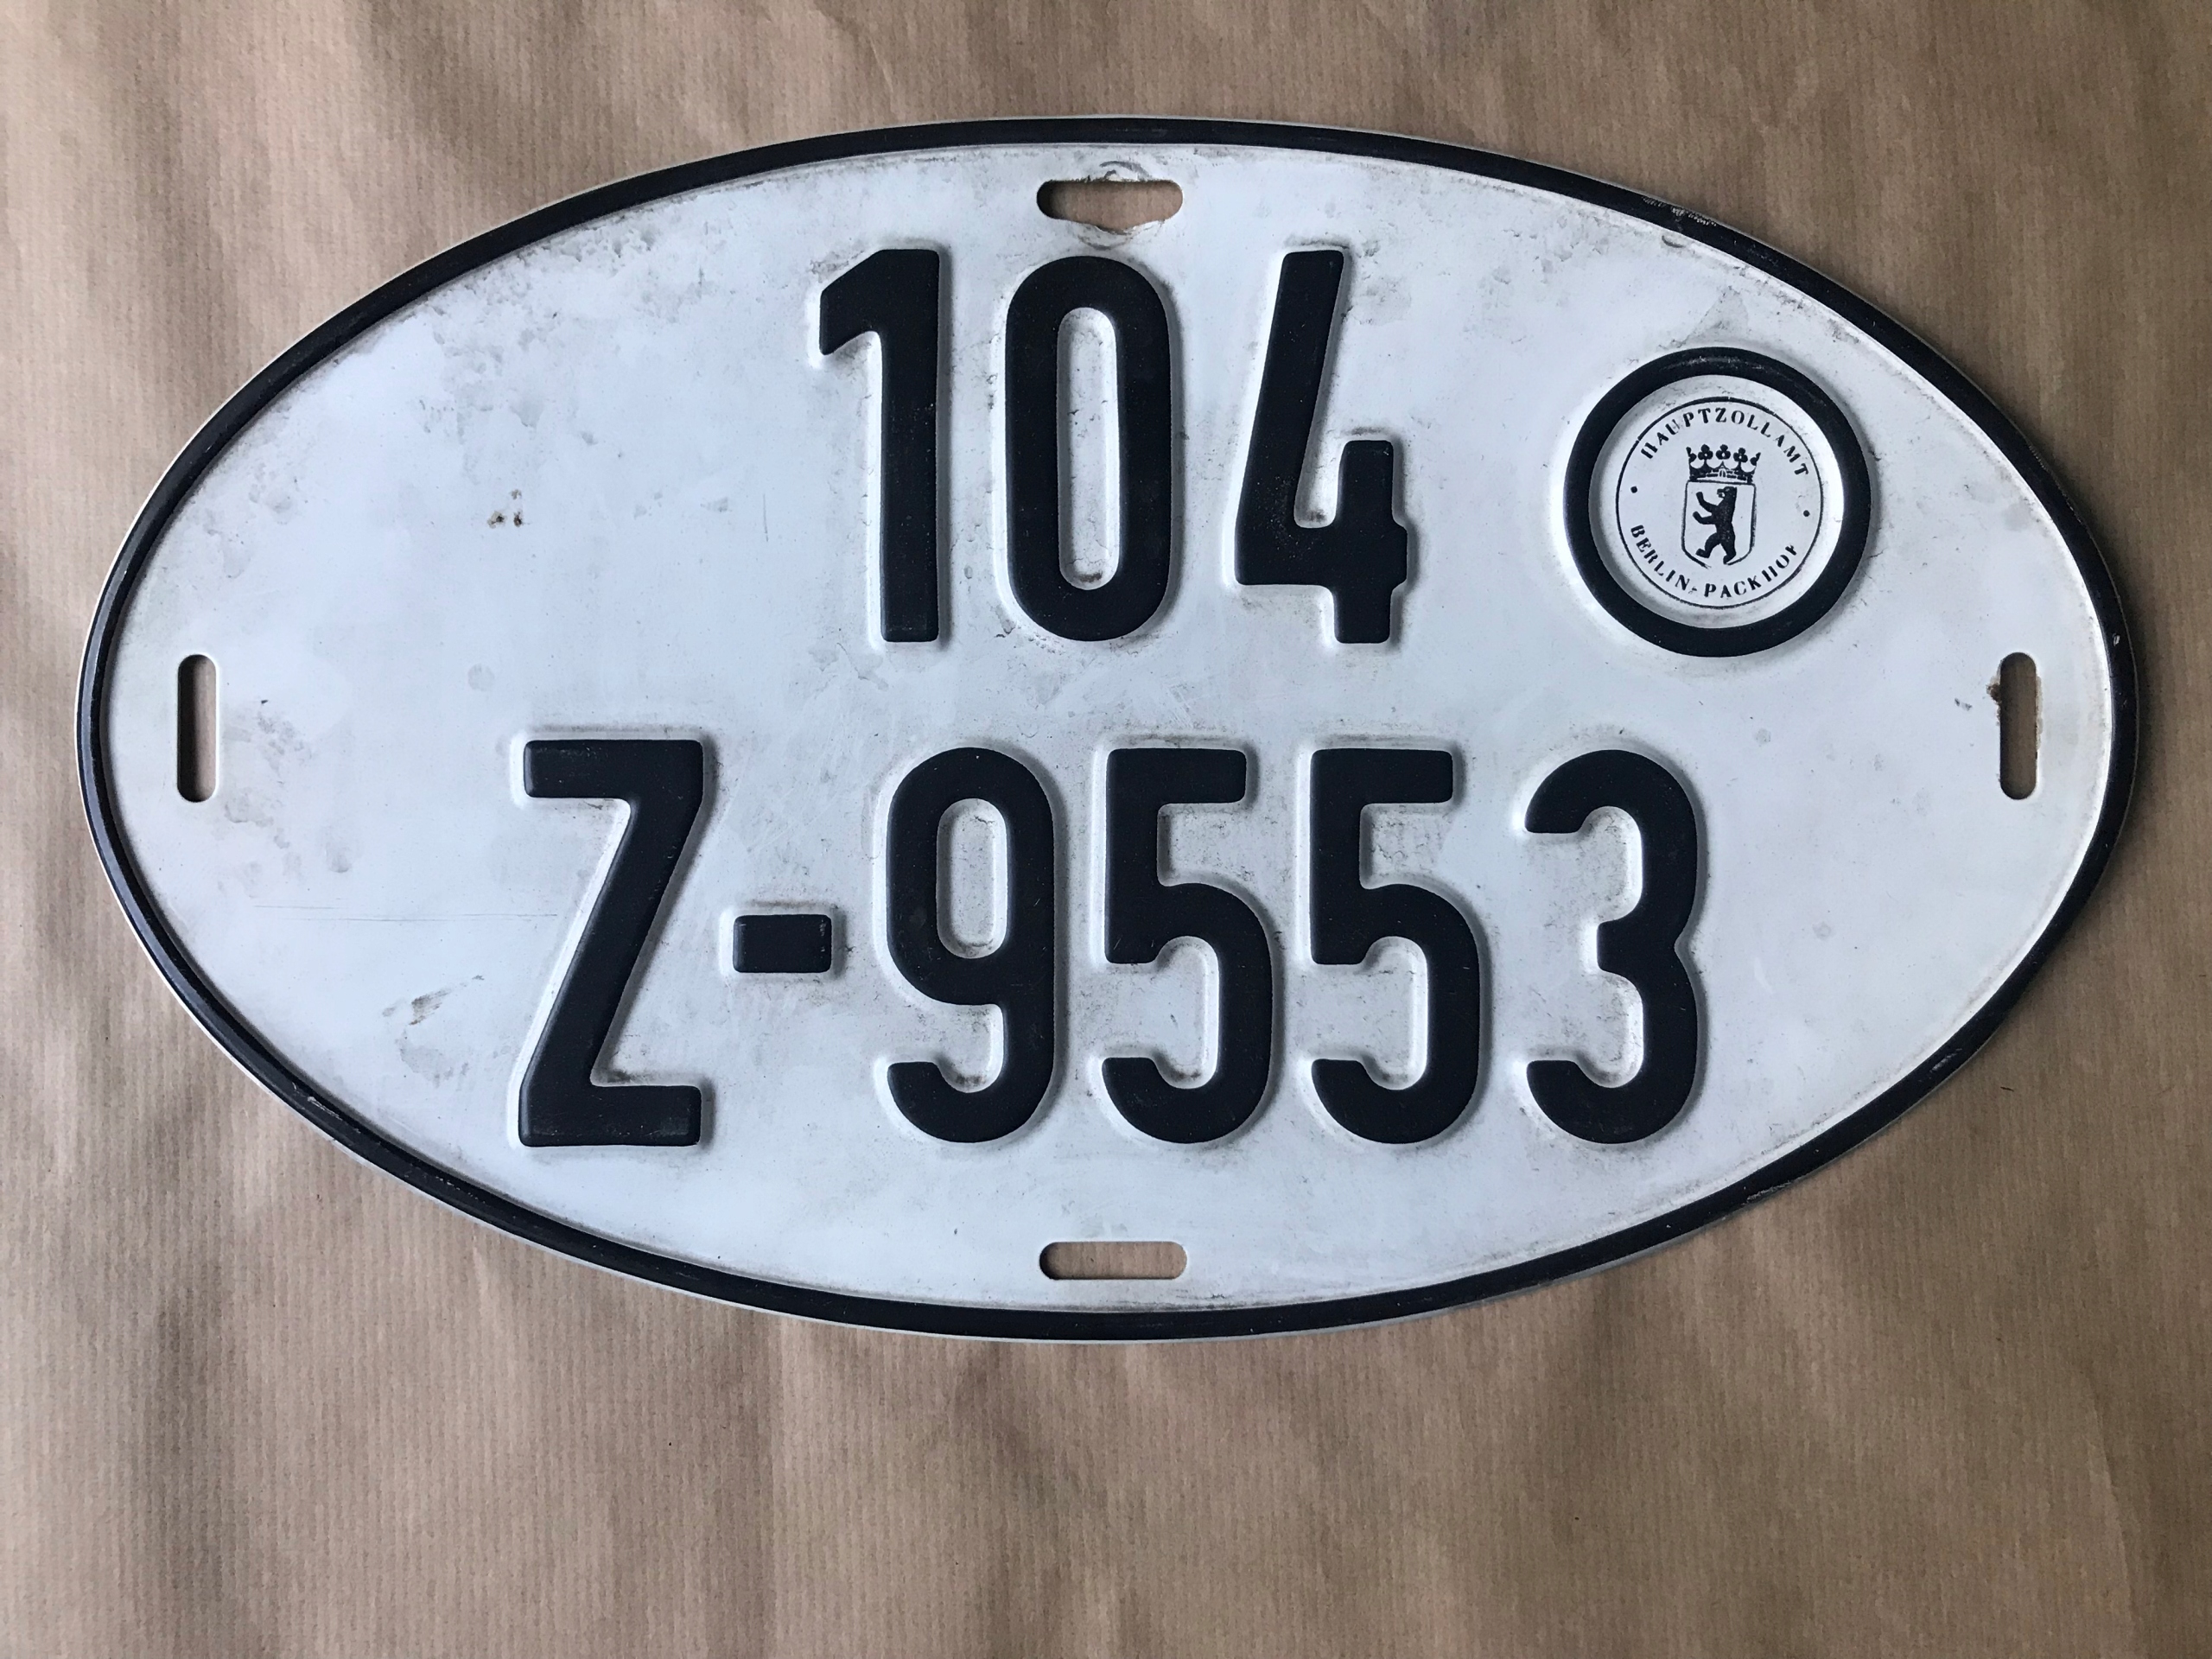 104
HAUPTZOLLAMT
BERLIN-PACKHOF
Z-9553